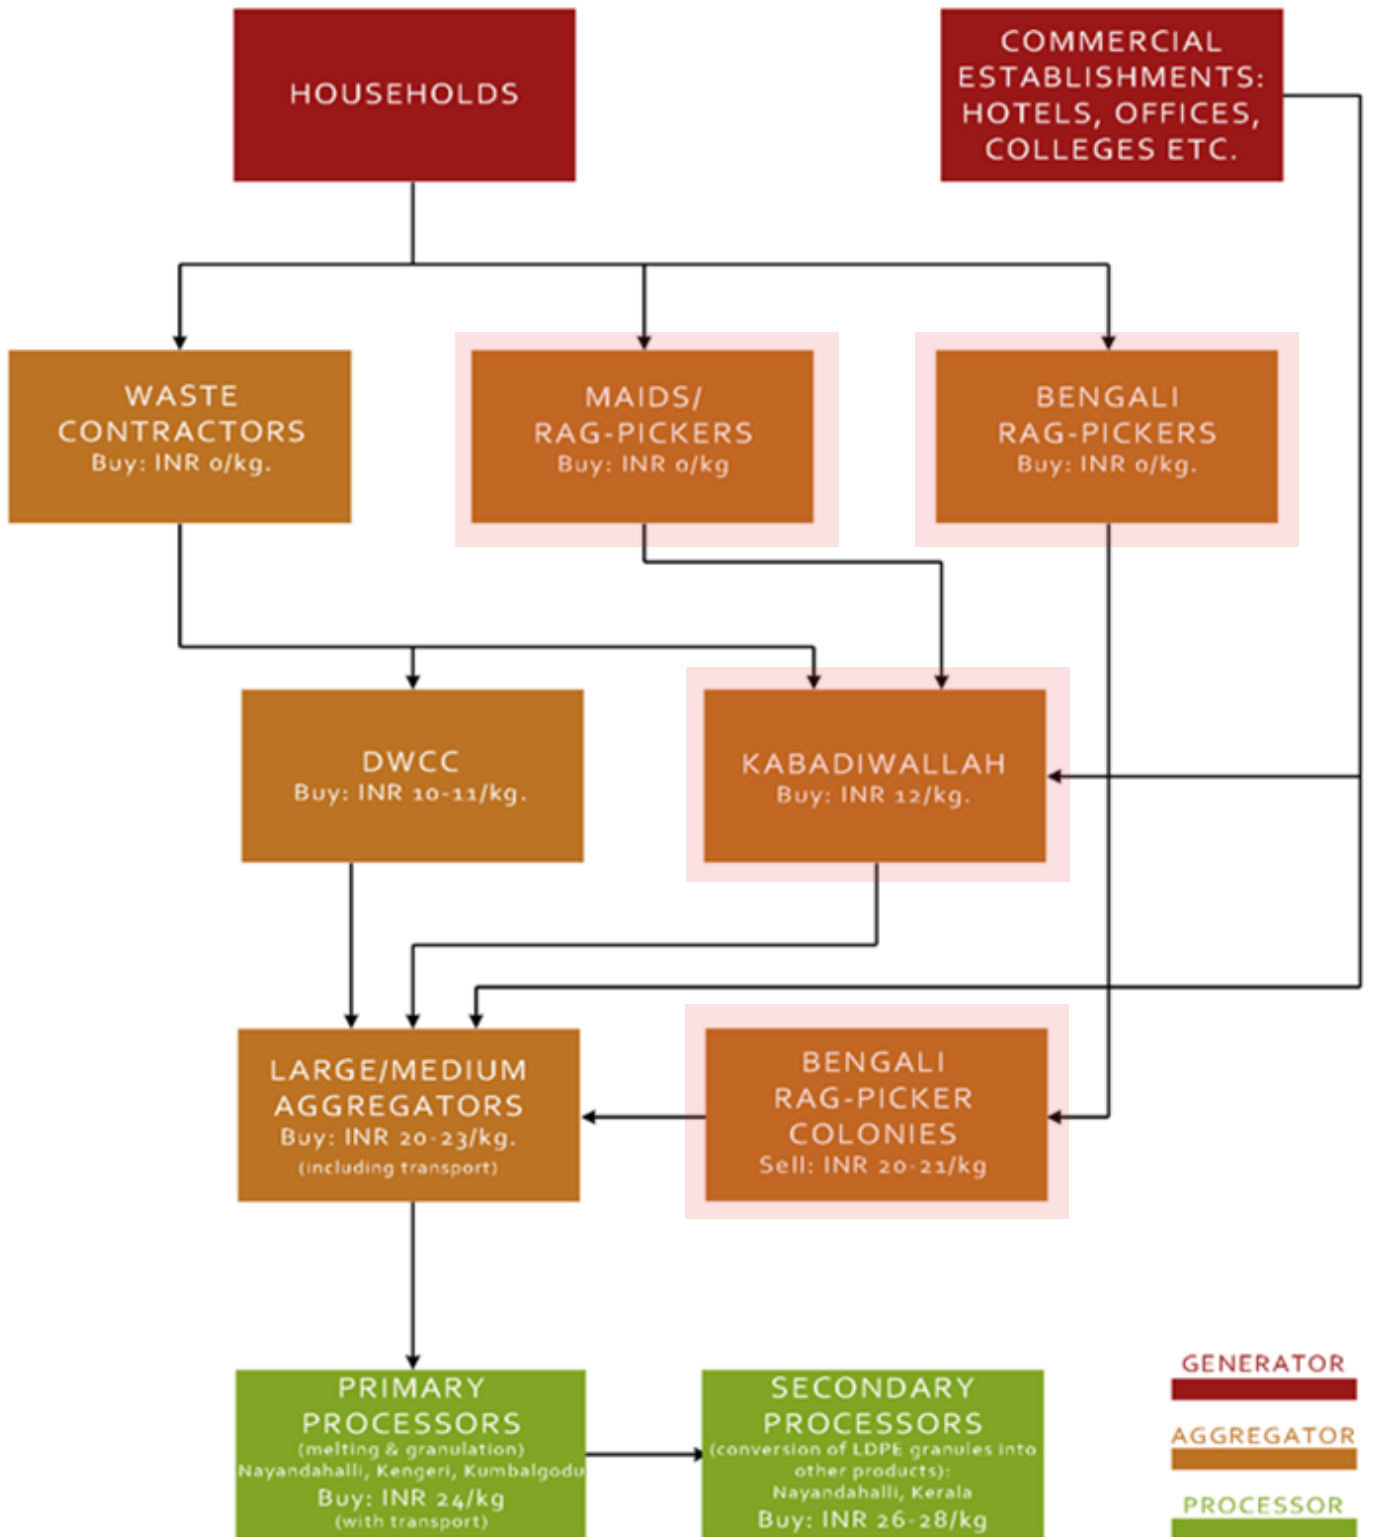 HOUSEHOLDS
COMMERCIAL
ESTABLISHMENTS:
HOTELS, OFFICES,
COLLEGES ETC.
WASTE
CONTRACTORS
Buy: INR 0/kg.
MAIDS/
RAG-PICKERS
Buy: INR 0/kg
BENGALI
RAG-PICKERS
Buy: INR 0/kg.
DWCC
Buy: INR 10-11/kg.
KABADIWALLAH
Buy: INR 12/kg.
LARGE/MEDIUM
AGGREGATORS
Buy: INR 20-23/kg.
(including transport)
BENGALI
RAG-PICKER
COLONIES
Sell: INR 20-21/kg
PRIMARY
PROCESSORS
(melting & granulation)
Nayandahalli, Kengeri, Kumbalgodu
Buy: INR 24/kg
(with transport)
SECONDARY
PROCESSORS
(conversion of LDPE granules into
other products):
Nayandahalli, Kerala
Buy: INR 26-28/kg
GENERATOR
AGGREGATOR
PROCESSOR